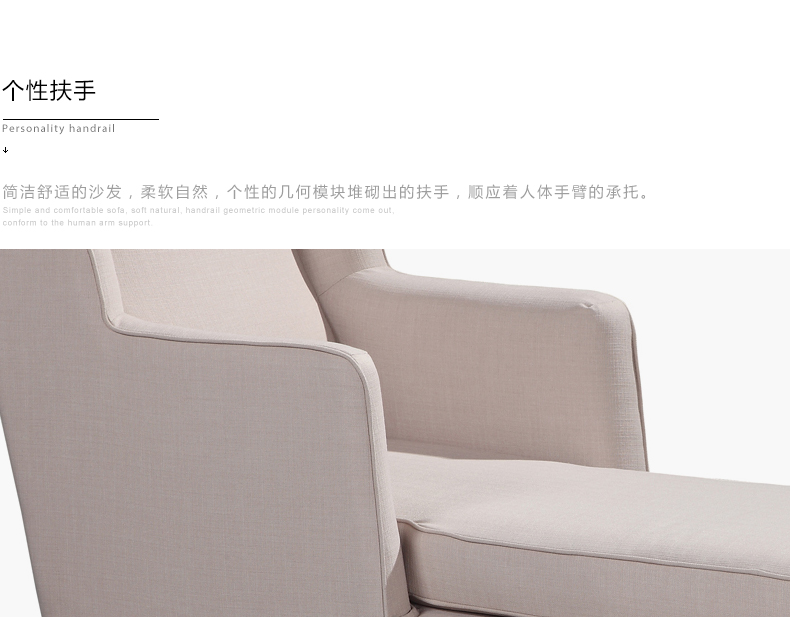 个性扶手
Personality handrail
简洁舒适的沙发，柔软自然，个性的几何模块堆砌出的扶手，顺应着人体手臂的承托。
Simple and comfortable sofa, soft natural, handrail geometric module personality come out,
conform to the human arm support.